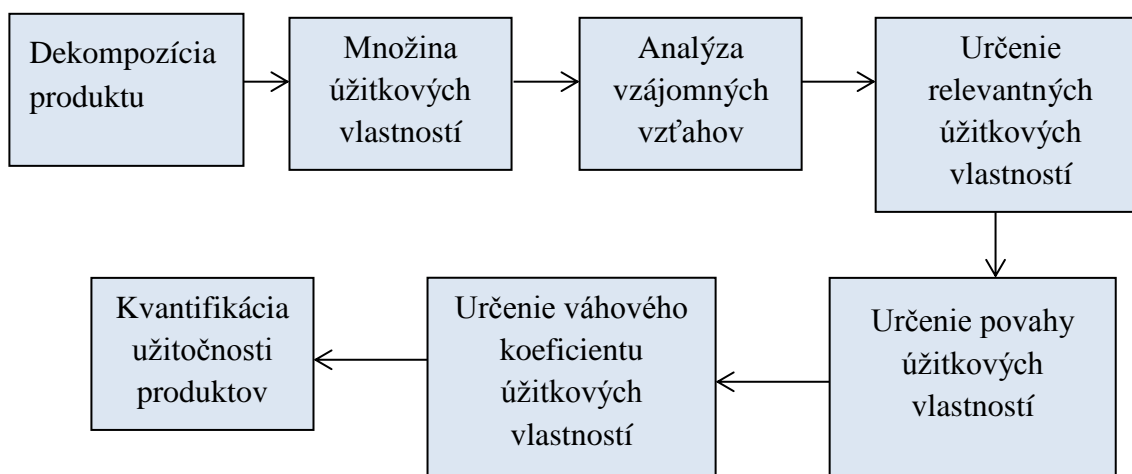 Dekompozícia
produktu
Množina
úžitkových
vlastností
Analýza
vzájomných
vzťahov
Určenie
relevantných
úžitkových
vlastností
Určenie povahy
úžitkových
vlastností
Určenie váhového
koeficientu
úžitkových
vlastností
Kvantifikácia
užitočnosti
produktov